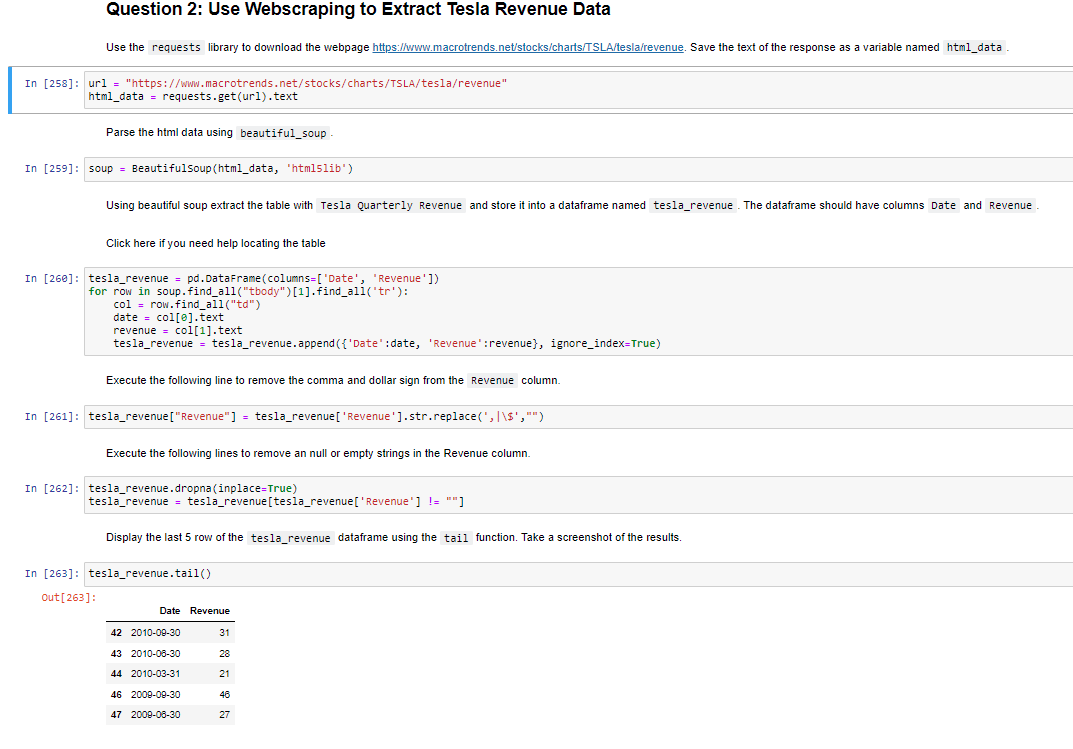 Question 2: Use Webscraping to Extract Tesla Revenue Data
Use the requests library to download the webpage https://www.macrotrends.net/stocks/charts/TSLA/tesla/revenue. Save the text of the response as a variable named html_data.
In [258]: url = "https://www.macrotrends.net/stocks/charts/TSLA/tesla/revenue"
html_data = requests.get(url).text
Parse the html data using beautiful_soup.
In [259]: soup = BeautifulSoup(html_data, 'html5lib')
Using beautiful soup extract the table with Tesla Quarterly Revenue and store it into a dataframe named tesla_revenue. The dataframe should have columns Date and Revenue.
Click here if you need help locating the table
In [260]: tesla_revenue = pd.DataFrame(columns=['Date', 'Revenue'])
for row in soup.find_all("tbody")[1].find_all('tr'):
    col = row.find_all("td")
    date = col[0].text
    revenue = col[1].text
    tesla_revenue = tesla_revenue.append({'Date':date, 'Revenue':revenue}, ignore_index=True)
Execute the following line to remove the comma and dollar sign from the Revenue column.
In [261]: tesla_revenue["Revenue"] = tesla_revenue['Revenue'].str.replace(',|\$',"")
Execute the following lines to remove an null or empty strings in the Revenue column.
In [262]: tesla_revenue.dropna(inplace=True)
tesla_revenue = tesla_revenue[tesla_revenue['Revenue'] != ""]
Display the last 5 row of the tesla_revenue dataframe using the tail function. Take a screenshot of the results.
In [263]: tesla_revenue.tail()
Out[263]:
Date Revenue
42 2010-09-30 31
43 2010-06-30 28
44 2010-03-31 21
46 2009-09-30 46
47 2009-06-30 27